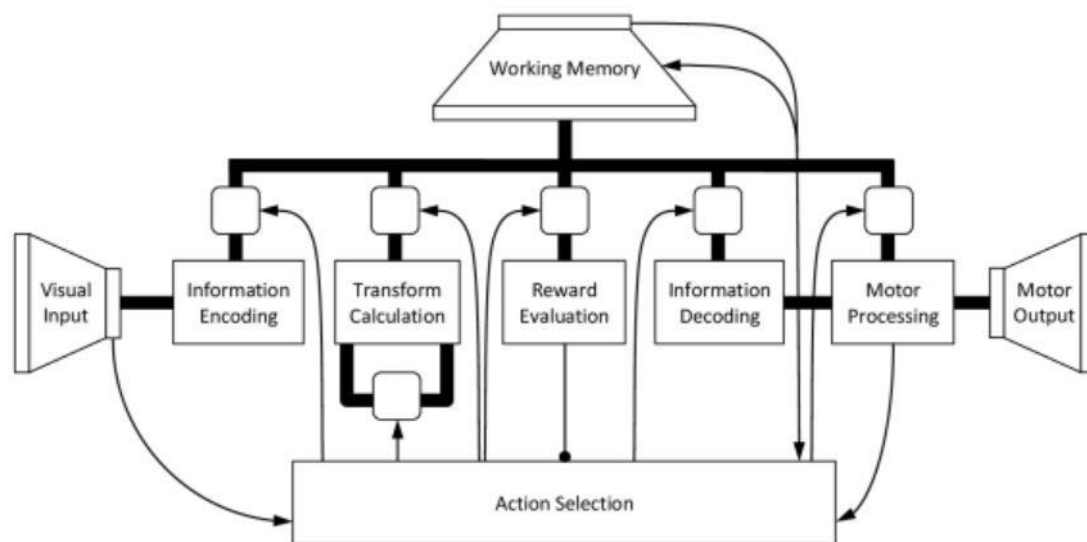 Working Memory
Visual
Input
Information
Encoding
Transform
Calculation
Reward
Evaluation
Information
Decoding
Motor
Processing
Motor
Output
Action Selection